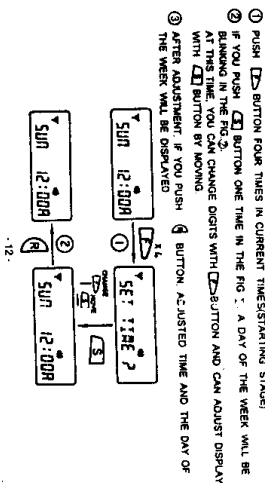 ① PUSH BUTTON FOUR TIMES IN CURRENT TIMES(STARTING STAGE)
② IF YOU PUSH BUTTON ONE TIME IN THE FIG A DAY OF THE WEEK WILL BE
BLINKING IN THE FIG.②.
AT THIS TIME, YOU CAN CHANGE DIGITS WITH BUTTON AND CAN ADJUST DISPLAY
WITH BUTTON BY MOVING
③ AFTER ADJUSTMENT, IF YOU PUSH R BUTTON, ADJUSTED TIME AND THE DAY OF
THE WEEK WILL BE DISPLAYED
SUN 12:00A
X4
①
SET TIME ?
CHANGE
MOVE
S
SUN 12:00A
②
R
SUN 12:00A
-12-